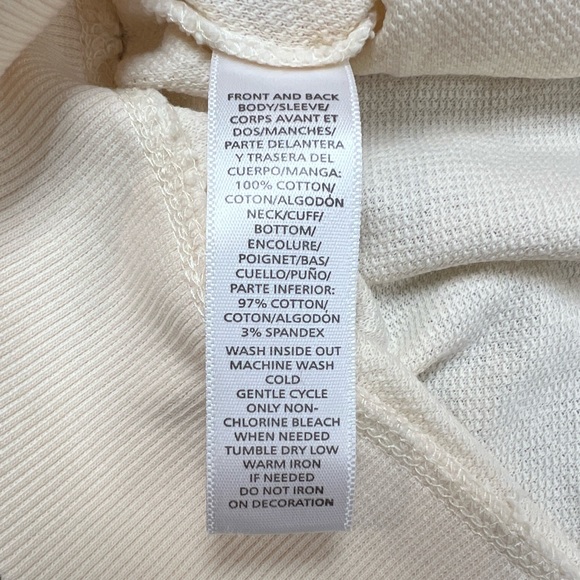 FRONT AND BACK
BODY/SLEEVE/
CORPS AVANT ET
DOS/MANCHES/
PARTE DELANTERA
Y TRASERA DEL
CUERPO/MANGA:
100% COTTON/
COTON/ALGODÓN
NECK/CUFF/
BOTTOM/
ENCOLURE/
POIGNET/BAS/
CUELLO/PUÑO/
PARTE INFERIOR:
97% COTTON/
COTON/ALGODÓN
3% SPANDEX
WASH INSIDE OUT
MACHINE WASH
COLD
GENTLE CYCLE
ONLY NON-
CHLORINE BLEACH
WHEN NEEDED
TUMBLE DRY LOW
WARM IRON
IF NEEDED
DO NOT IRON
ON DECORATION